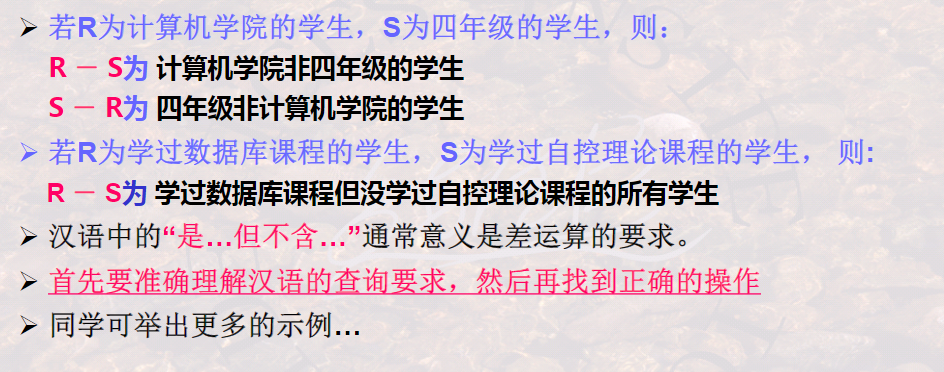 ➢ 若R为计算机学院的学生，S为四年级的学生，则：
R － S为 计算机学院非四年级的学生
S － R为 四年级非计算机学院的学生
➢ 若R为学过数据库课程的学生，S为学过自控理论课程的学生， 则:
R － S为 学过数据库课程但没学过自控理论课程的所有学生
➢ 汉语中的“是…但不含…”通常意义是差运算的要求。
➢ 首先要准确理解汉语的查询要求，然后再找到正确的操作
➢ 同学可举出更多的示例…